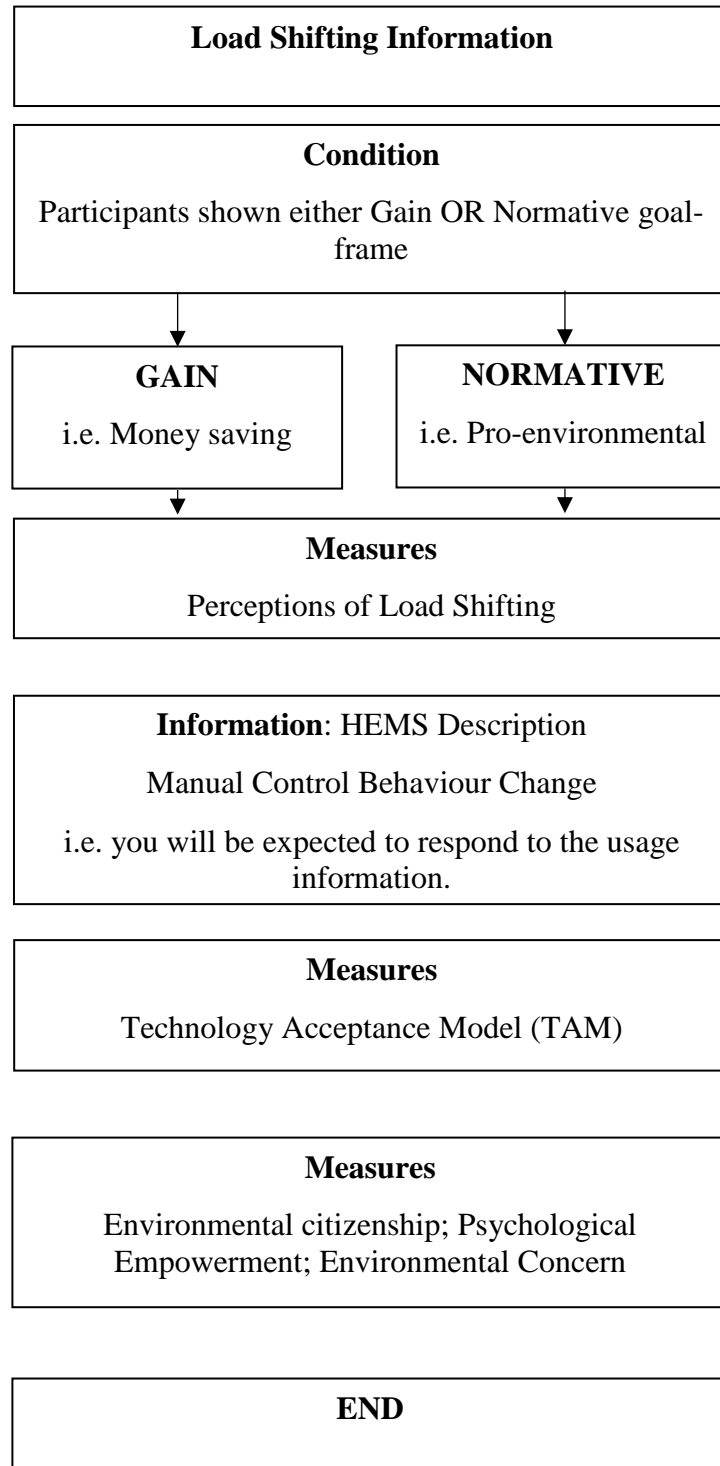 Load Shifting Information
Condition
Participants shown either Gain OR Normative goal-
frame
GAIN
i.e. Money saving
NORMATIVE
i.e. Pro-environmental
Measures
Perceptions of Load Shifting
Information: HEMS Description
Manual Control Behaviour Change
i.e. you will be expected to respond to the usage
information.
Measures
Technology Acceptance Model (TAM)
Measures
Environmental citizenship; Psychological
Empowerment; Environmental Concern
END